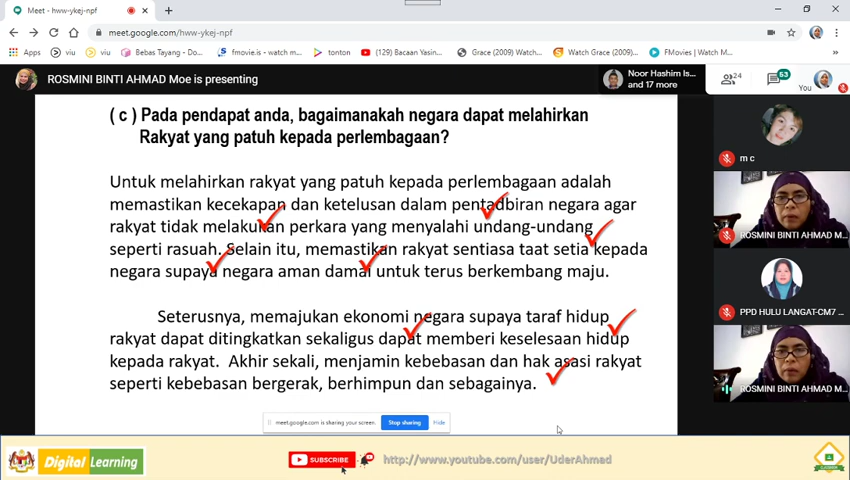 Meet - hww-ykej-npf
meet.google.com/hww-ykej-npf
Apps
viu
viu
Bebas Tayang - Do...
fmovie.is - watch m...
tonton
(129) Bacaan Yasin...
Grace (2009) Watch...
Watch Grace (2009)...
FMovies | Watch M...
ROSMINI BINTI AHMAD Moe is presenting
Noor Hashim Is...
and 17 more
24
53
You
( c ) Pada pendapat anda, bagaimanakah negara dapat melahirkan
Rakyat yang patuh kepada perlembagaan?
Untuk melahirkan rakyat yang patuh kepada perlembagaan adalah
memastikan kecekapan dan ketelusan dalam pentadbiran negara agar
rakyat tidak melakukan perkara yang menyalahi undang-undang
seperti rasuah. Selain itu, memastikan rakyat sentiasa taat setia kepada
negara supaya negara aman damai untuk terus berkembang maju.
Seterusnya, memajukan ekonomi negara supaya taraf hidup
rakyat dapat ditingkatkan sekaligus dapat memberi keselesaan hidup
kepada rakyat. Akhir sekali, menjamin kebebasan dan hak asasi rakyat
seperti kebebasan bergerak, berhimpun dan sebagainya.
m c
ROSMINI BINTI AHMAD M...
PPD HULU LANGAT-CM7 ...
ROSMINI BINTI AHMAD M...
meet.google.com is sharing your screen.
Stop sharing
Hide
Digital Learning
SUBSCRIBE
http://www.youtube.com/user/UderAhmad